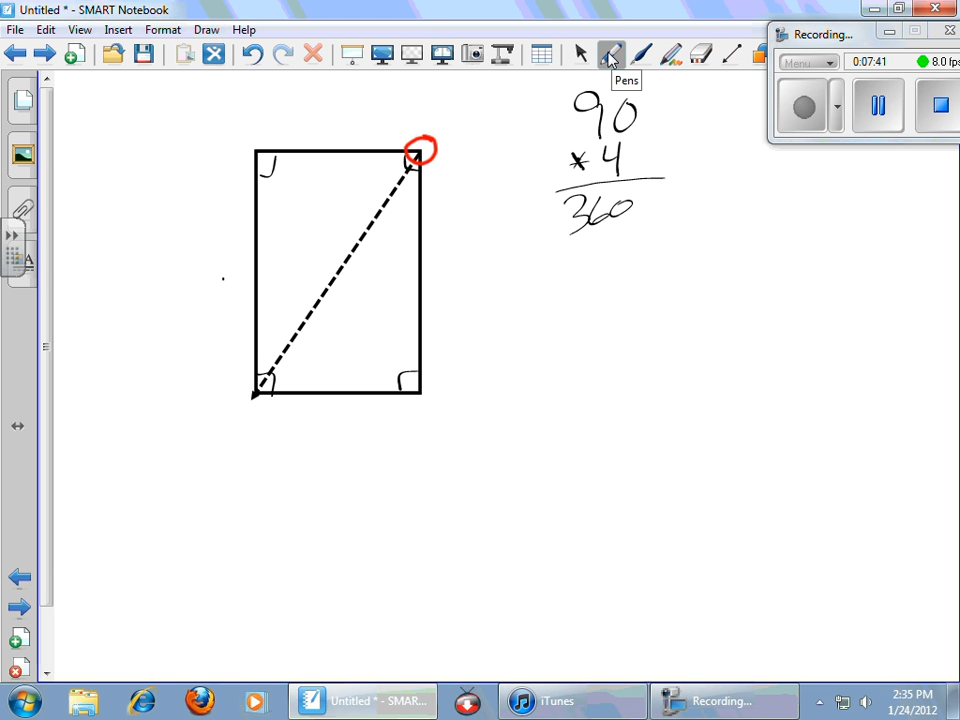 Untitled * - SMART Notebook
File Edit View Insert Format Draw Help
Recording...
Menu 0:07:41 8.0 fps
Pens
90
* 4
360
A
Untitled * - SMAR... iTunes Recording...
2:35 PM
1/24/2012